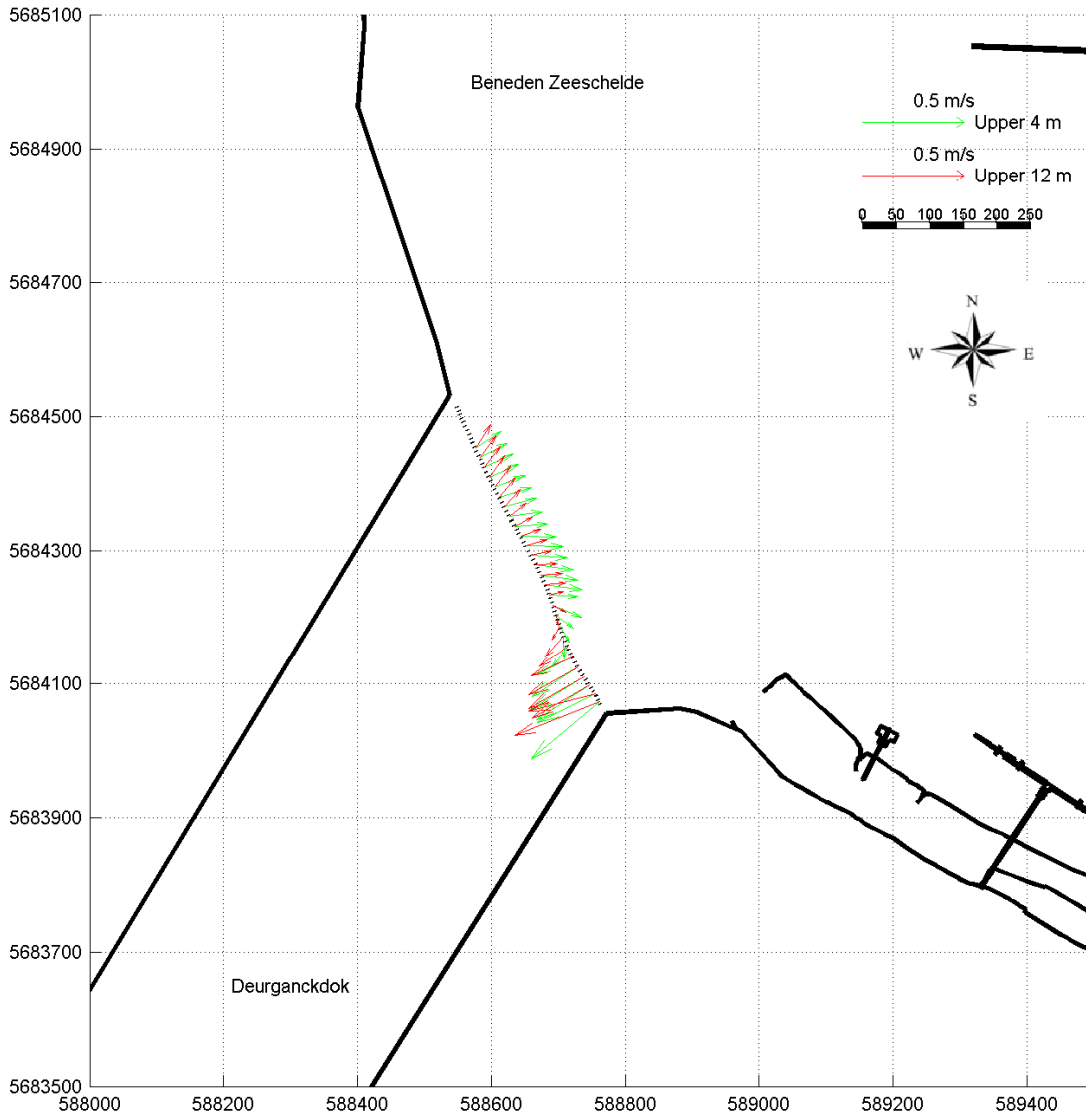 5685100
Beneden Zeeschelde
0.5 m/s
Upper 4 m
5684900
0.5 m/s
Upper 12 m
0 50 100 150 200 250
5684700
N
W E
S
5684500
5684300
5684100
5683900
5683700
Deurganckdok
5683500
588000 588200 588400 588600 588800 589000 589200 589400